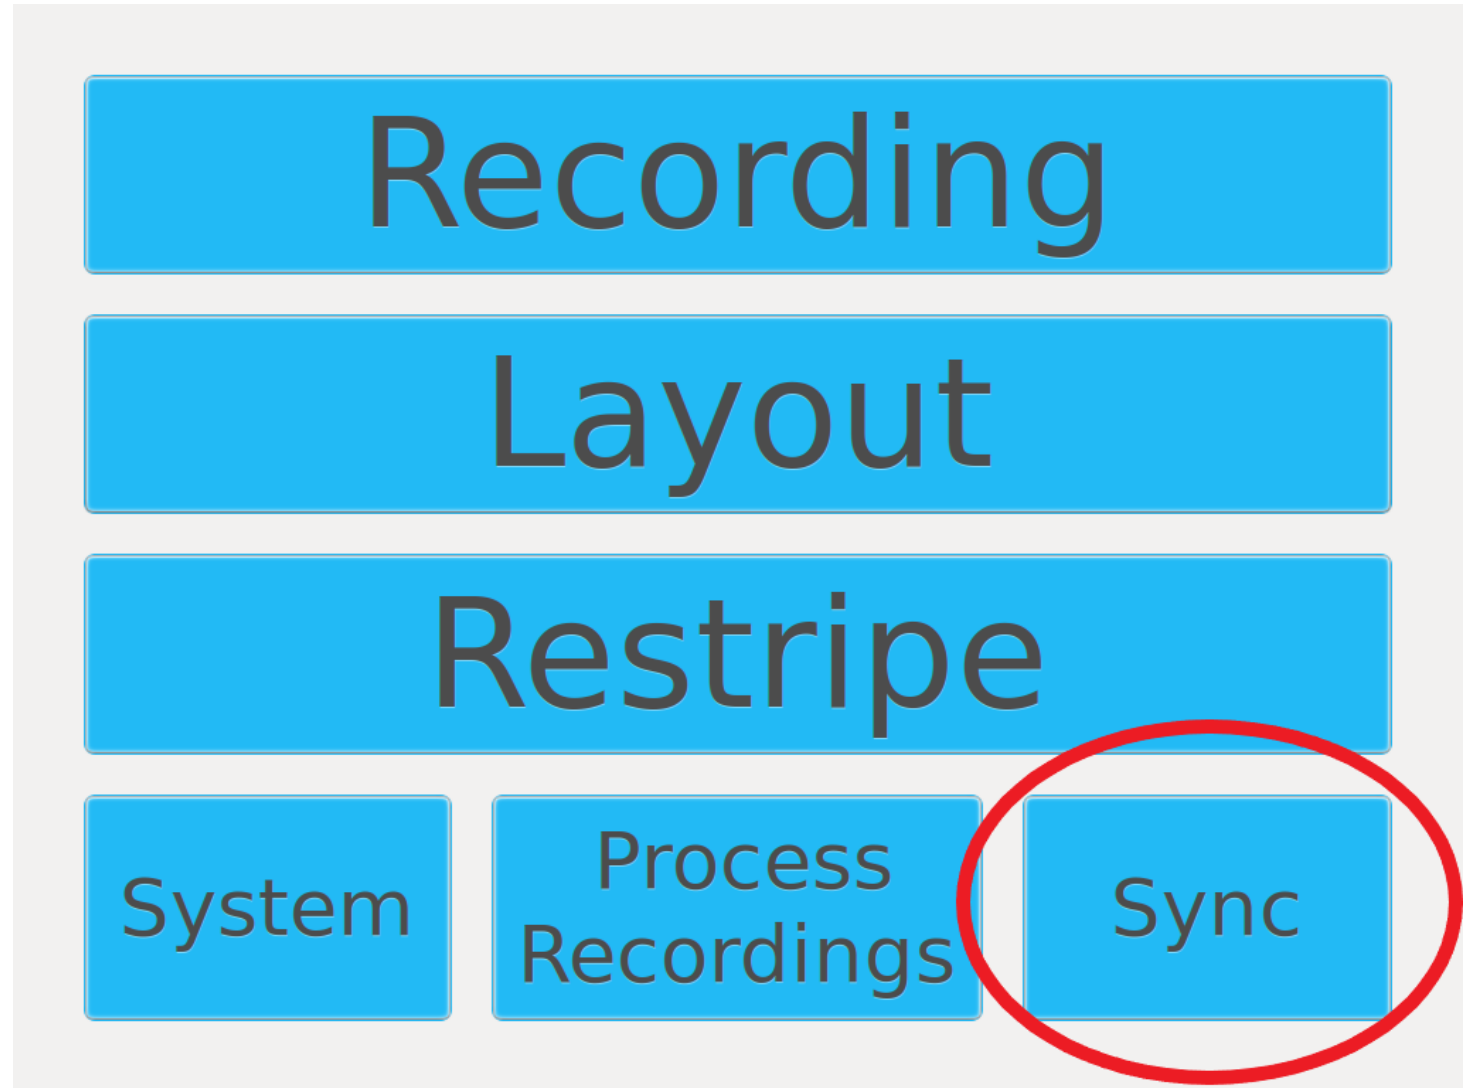 Recording
Layout
Restripe
System
Process
Recordings
Sync